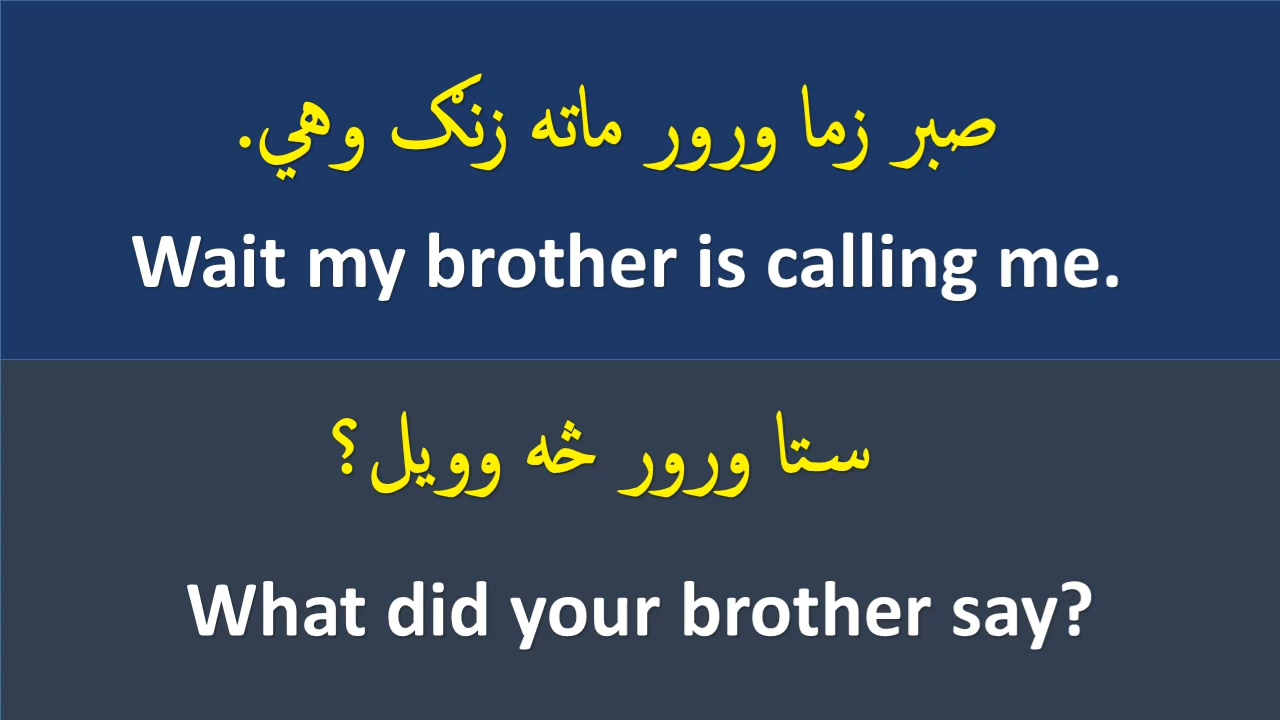 صبر زما ورور ماته زنګ وهي.
Wait my brother is calling me.
ستا ورور څه وویل؟
What did your brother say?